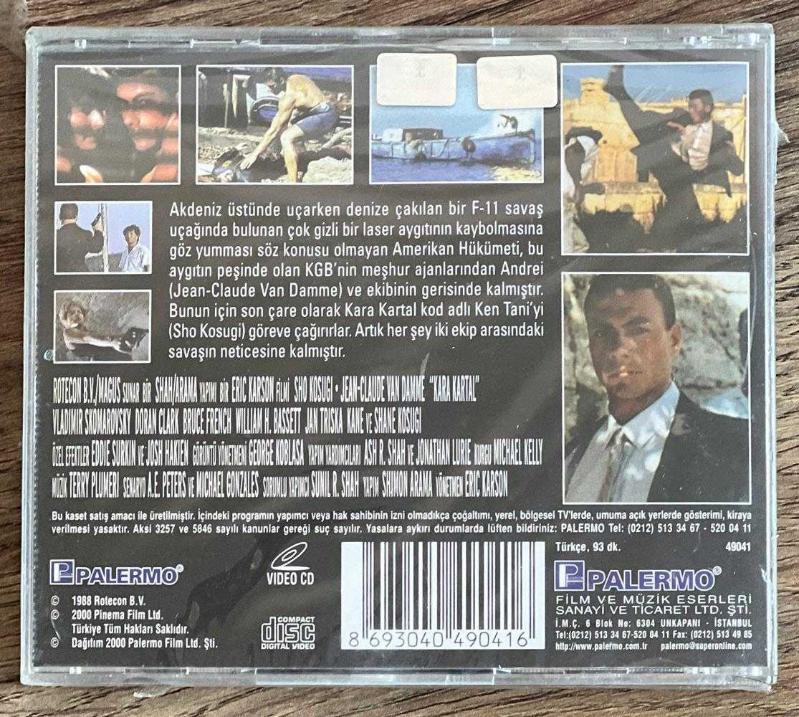 Akdeniz üstünde uçarken denize çakılan bir F-11 savaş
uçağında bulunan çok gizli bir laser aygıtının kaybolmasına
göz yumması söz konusu olmayan Amerikan Hükümeti, bu
aygıtın peşinde olan KGB'nin meşhur ajanlarından Andrei
(Jean-Claude Van Damme) ve ekibinin gerisinde kalmıştır.
Bunun için son çare olarak Kara Kartal kod adlı Ken Tani'yi
(Sho Kosugi) göreve çağırırlar. Artık her şey iki ekip arasındaki
savaşın neticesine kalmıştır.
ROTECON B.V./MAGUS SUNAR BİR SHAH/ARAMA YAPIMI BİR ERIC KARSON FİLMİ SHO KOSUGI • JEAN-CLAUDE VAN DAMME "KARA KARTAL"
VLADIMIR SKOMAROVSKY DORAN CLARK BRUCE FRENCH WILLIAM H. BASSETT JAN TRISKA KANE VE SHANE KOSUGI
ÖZEL EFEKTLER EDDIE SURKIN VE JOSH HAKIEN GÖRÜNTÜ YÖNETMENİ GEORGE KOBLASA YAPIM YARDIMCILARI ASH R. SHAH VE JONATHAN LURIE KURGU MICHAEL KELLY
MÜZİK TERRY PLUMERI SENARYO A.E. PETERS VE MICHAEL GONZALES SORUMLU YAPIMCI SUNIL R. SHAH YAPIM SHIMON ARAMA YÖNETMEN ERIC KARSON
Bu kaset satış amacı ile üretilmiştir. İçindeki programın yapımcı veya hak sahibinin izni olmadıkça çoğaltımı, yerel, bölgesel TV'lerde, umuma açık yerlerde gösterimi, kiraya
verilmesi yasaktır. Aksi 3257 ve 5846 sayılı kanunlar gereği suç sayılır. Yasalara aykırı durumlarda lüften bildiriniz: PALERMO Tel: (0212) 513 34 67 - 520 04 11
Türkçe, 93 dk. 49041
PALERMO®
VIDEO CD
© 1988 Rotecon B.V.
© 2000 Pinema Film Ltd.
Türkiye Tüm Hakları Saklıdır.
© Dağıtım 2000 Palermo Film Ltd. Şti.
COMPACT
disc
DIGITAL VIDEO
8 693040 490416
PALERMO®
FİLM VE MÜZİK ESERLERİ
SANAYİ VE TİCARET LTD. ŞTİ.
İ.M.Ç. 6 Blok No: 6304 UNKAPANI - İSTANBUL
Tel:(0212) 513 34 67-520 04 11 Fax: (0212) 513 49 85
http://www.palermo.com.tr palermo@superonline.com